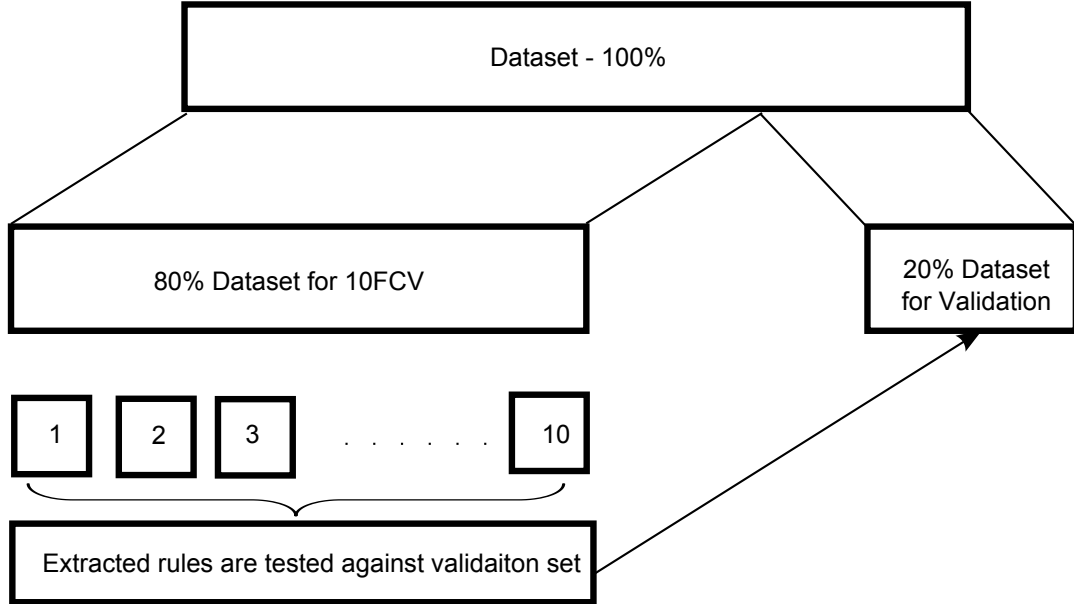 Dataset - 100%
80% Dataset for 10FCV
20% Dataset
for Validation
1 2 3 . . . . . . 10
Extracted rules are tested against validaiton set